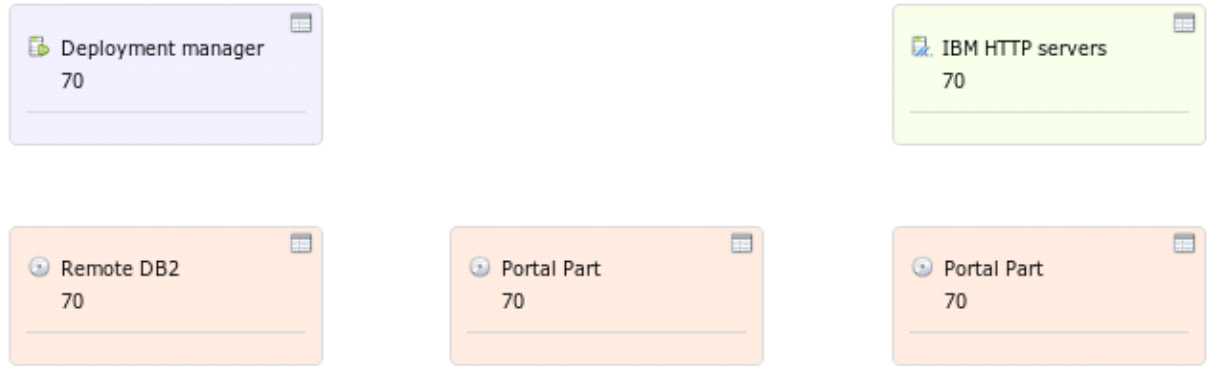 Deployment manager
70
IBM HTTP servers
70
Remote DB2
70
Portal Part
70
Portal Part
70